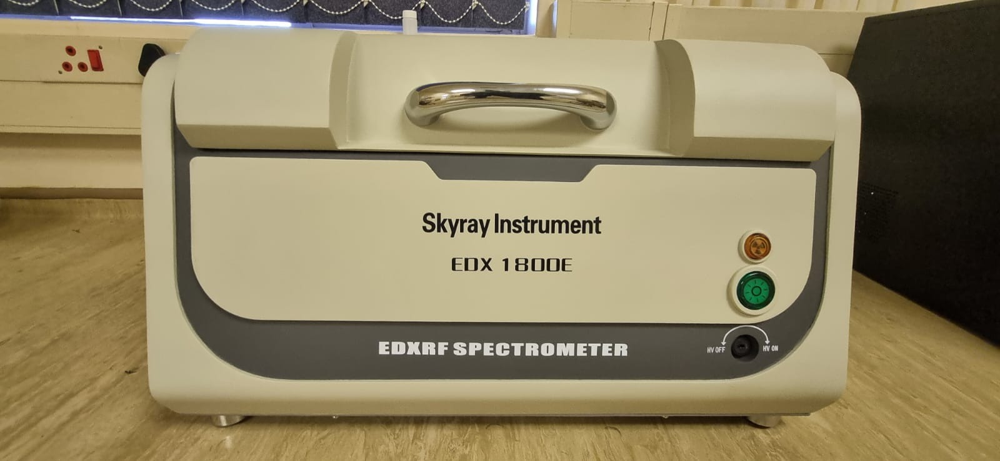 Skyray Instrument
EDX 1800E
EDXRF SPECTROMETER
HV OFF
HV ON